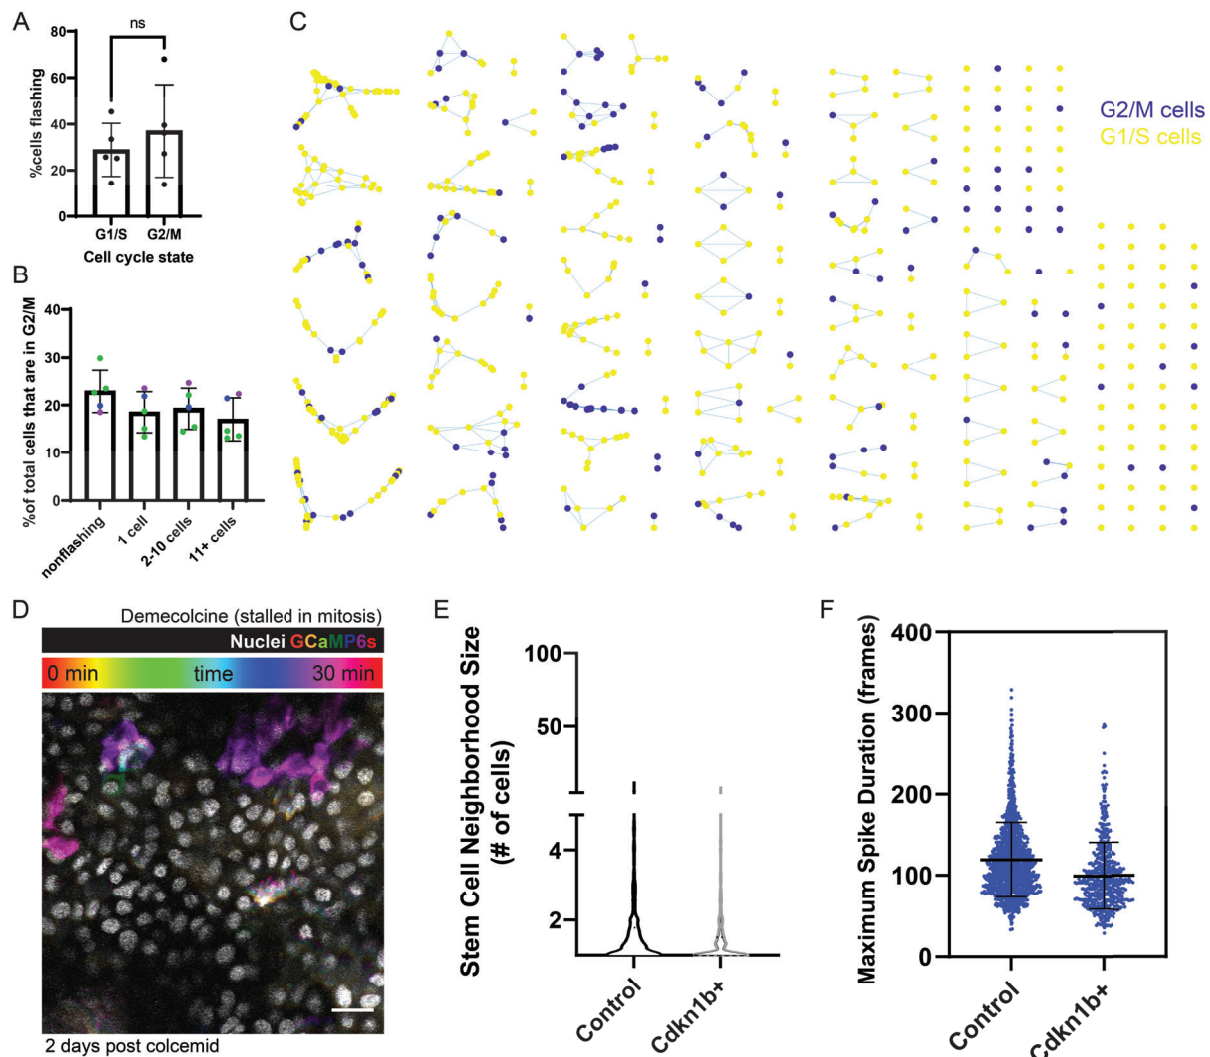 A
80
60
40
20
0
%cells flashing
ns
G1/S
G2/M
Cell cycle state
B
40
30
20
10
0
%of total cells that are in G2/M
nonflashing
1 cell
2-10 cells
11+ cells
C
G2/M cells
G1/S cells
D
Demecolcine (stalled in mitosis)
Nuclei GCaMP6s
0 min time 30 min
2 days post colcemid
E
Stem Cell Neighborhood Size
(# of cells)
100
50
4
2
Control
Cdkn1b+
F
Maximum Spike Duration (frames)
400
300
200
100
0
Control
Cdkn1b+